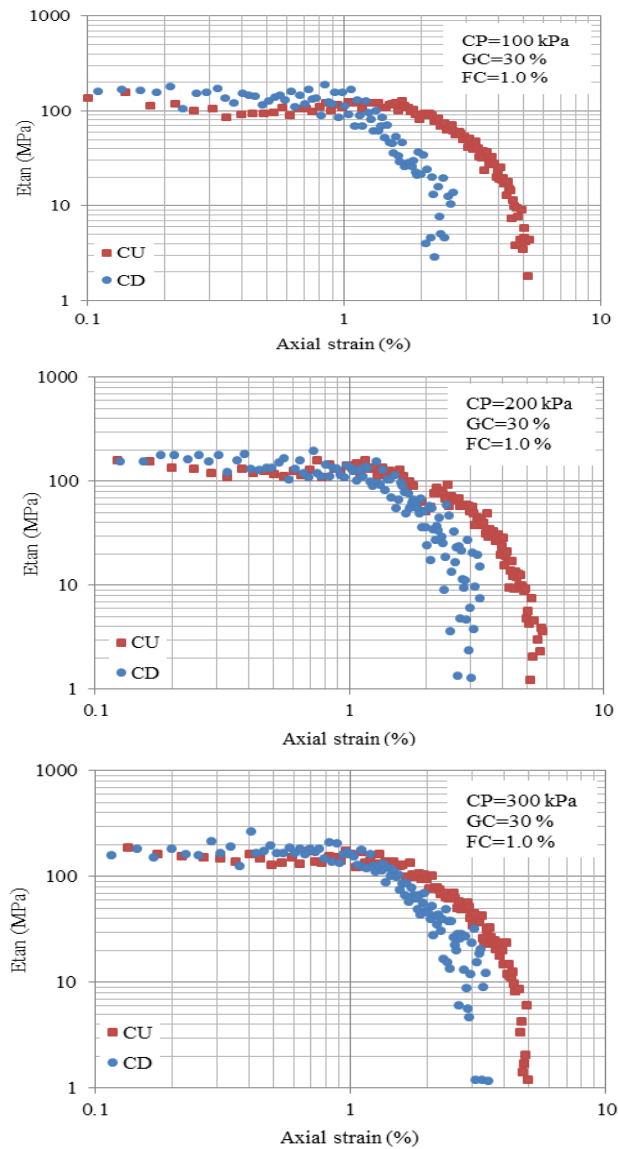 1000
CP=100 kPa
GC=30 %
FC=1.0 %
100
Etan (MPa)
10
CU
CD
1
0.1 1 10
Axial strain (%)
1000
CP=200 kPa
GC=30 %
FC=1.0 %
100
Etan (MPa)
10
CU
CD
1
0.1 1 10
Axial strain (%)
1000
CP=300 kPa
GC=30 %
FC=1.0 %
100
Etan (MPa)
10
CU
CD
1
0.1 1 10
Axial strain (%)